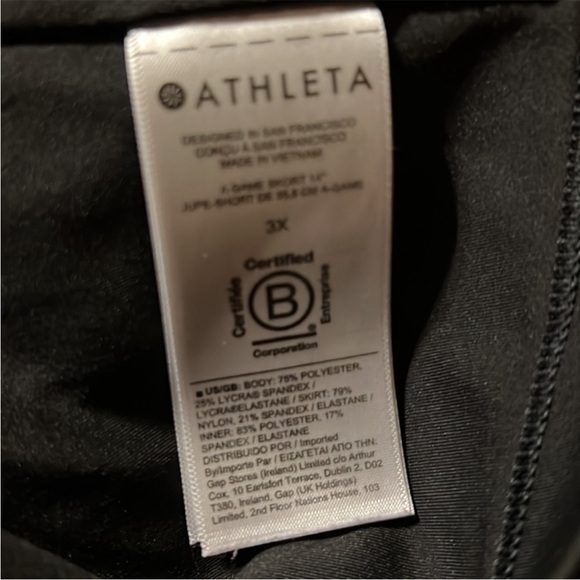 ATHLETA
DESIGNED IN SAN FRANCISCO
CONÇU A SAN FRANCISCO
MADE IN VIETNAM
A-GAME SKORT 14"
JUPE-SHORT DE 35,5 CM A-GAME
3X
Certified
Certifiée
B
Entreprise
Corporation
US/GB: BODY: 75% POLYESTER,
25% LYCRA® SPANDEX /
LYCRA®ELASTANE / SKIRT: 79%
NYLON, 21% SPANDEX / ELASTANE /
INNER: 83% POLYESTER, 17%
SPANDEX / ELASTANE
DISTRIBUIDO POR / Imported
By/Importe Par / ΕΙΣΑΓΕΤΑΙ ΑΠΟ ΤΗΝ:
Gap Stores (Ireland) Limited c/o Arthur
Cox, 10 Earlsfort Terrace, Dublin 2, D02
T380, Ireland, Gap (UK Holdings)
Limited, 2nd Floor Nations House, 103